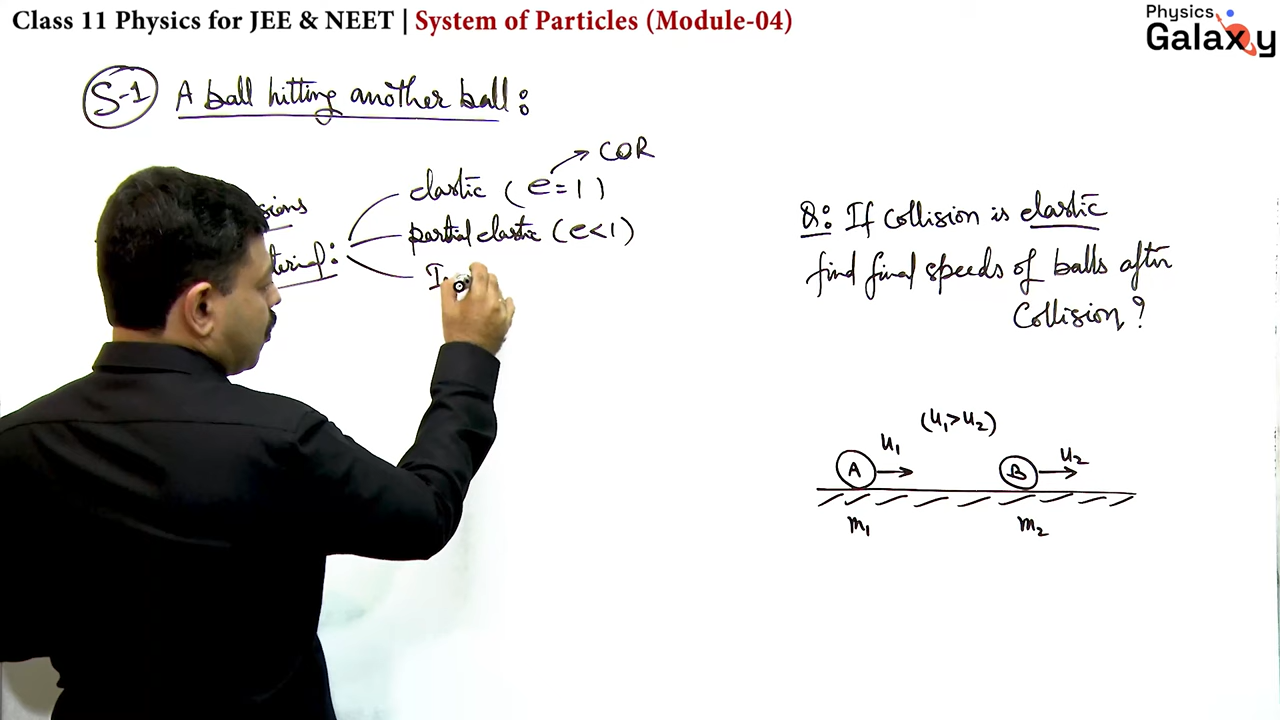 Class 11 Physics for JEE & NEET | System of Particles (Module-04)
Physics
Galaxy
S-1 A ball hitting another ball:
COR
elastic (e=1)
partial elastic (e<1)
Q: If Collision is elastic
find final speeds of balls after
Collision?
(u₁>u₂)
u₁
u₂
A
B
m₁
m₂